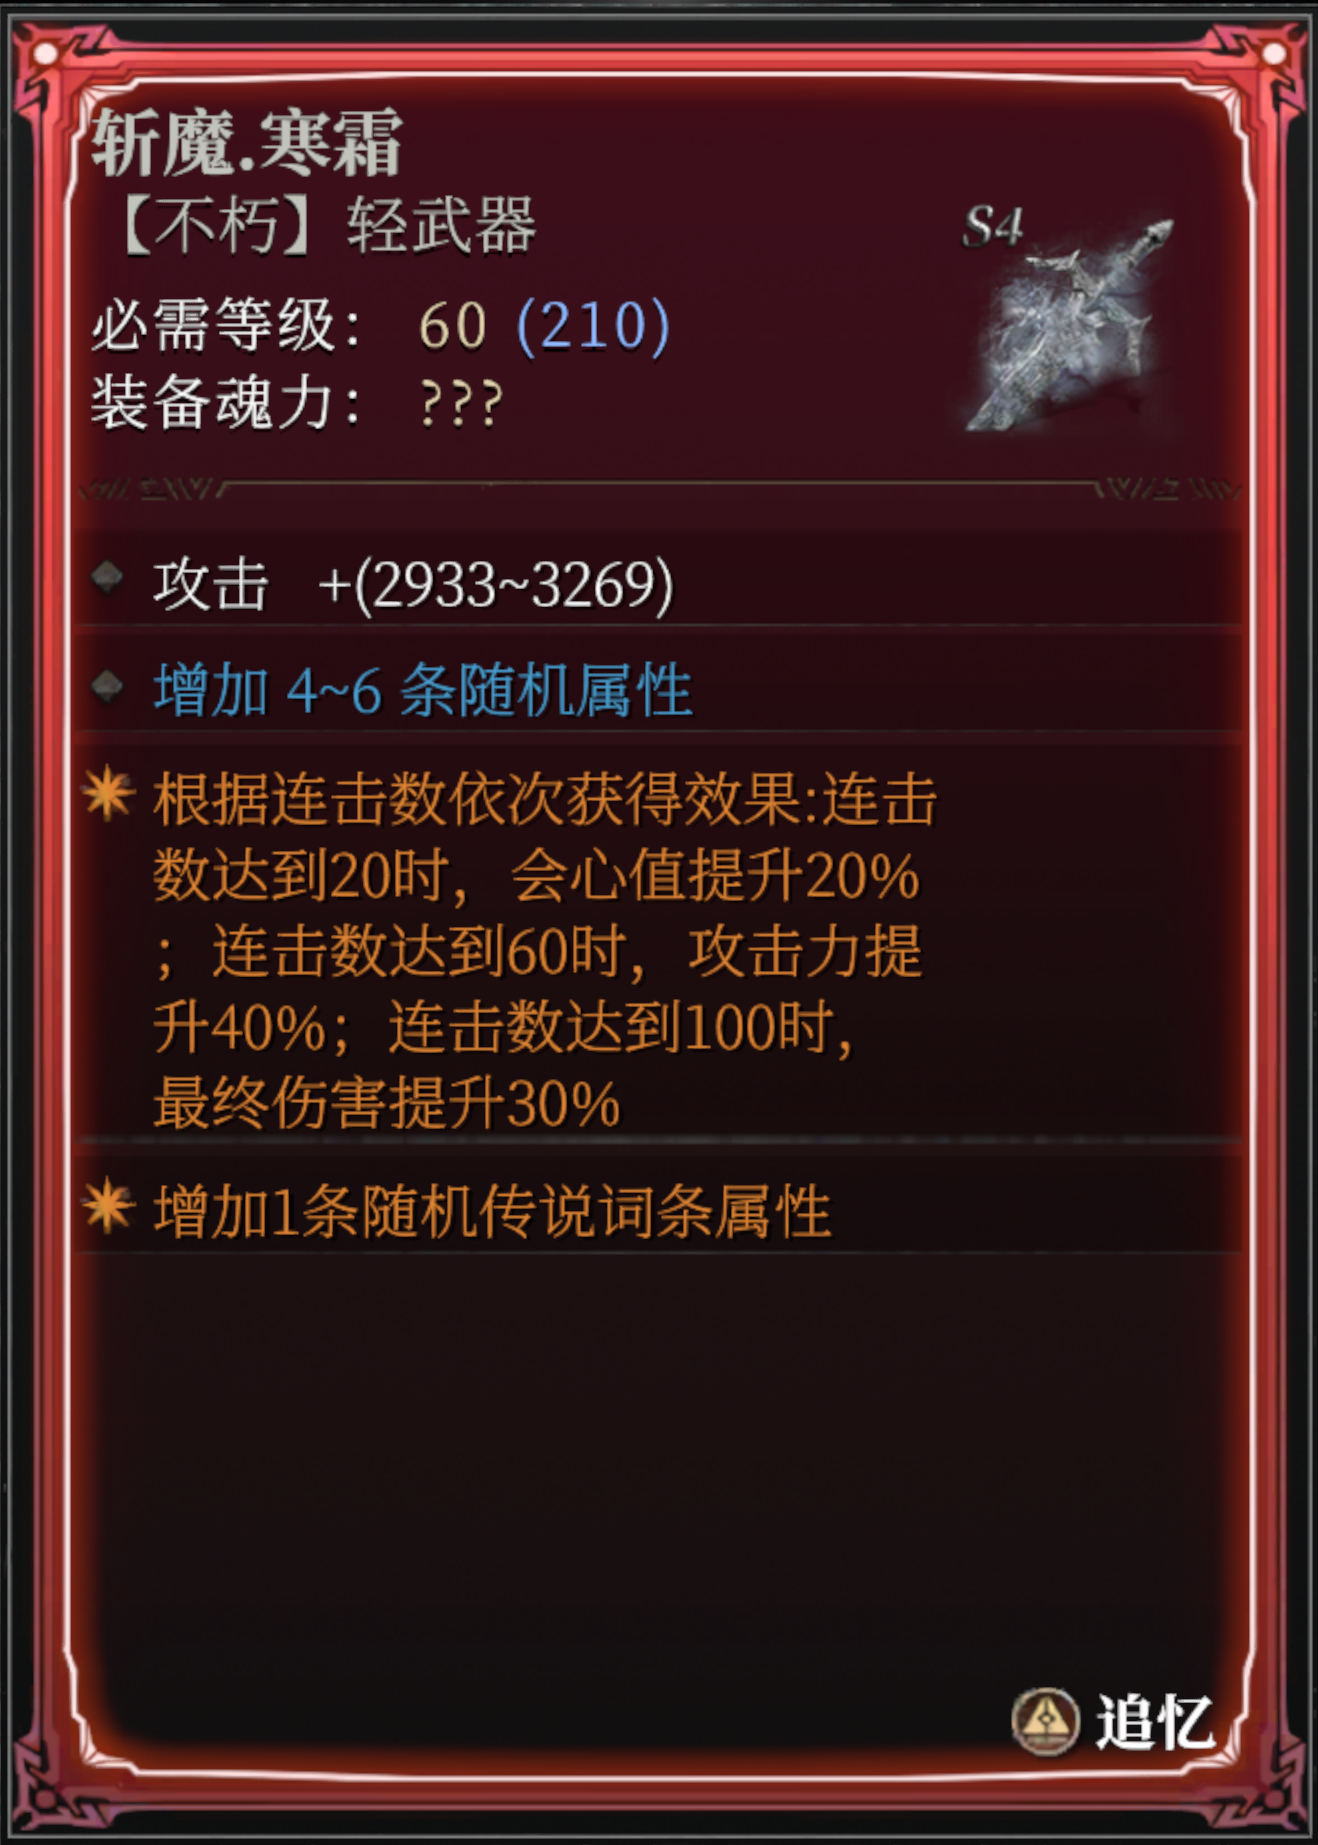 斩魔.寒霜
【不朽】轻武器
S4
必需等级： 60 (210)
装备魂力： ???
攻击 +(2933~3269)
增加 4~6 条随机属性
根据连击数依次获得效果:连击
数达到20时，会心值提升20%
；连击数达到60时，攻击力提
升40%；连击数达到100时，
最终伤害提升30%
增加1条随机传说词条属性
追忆